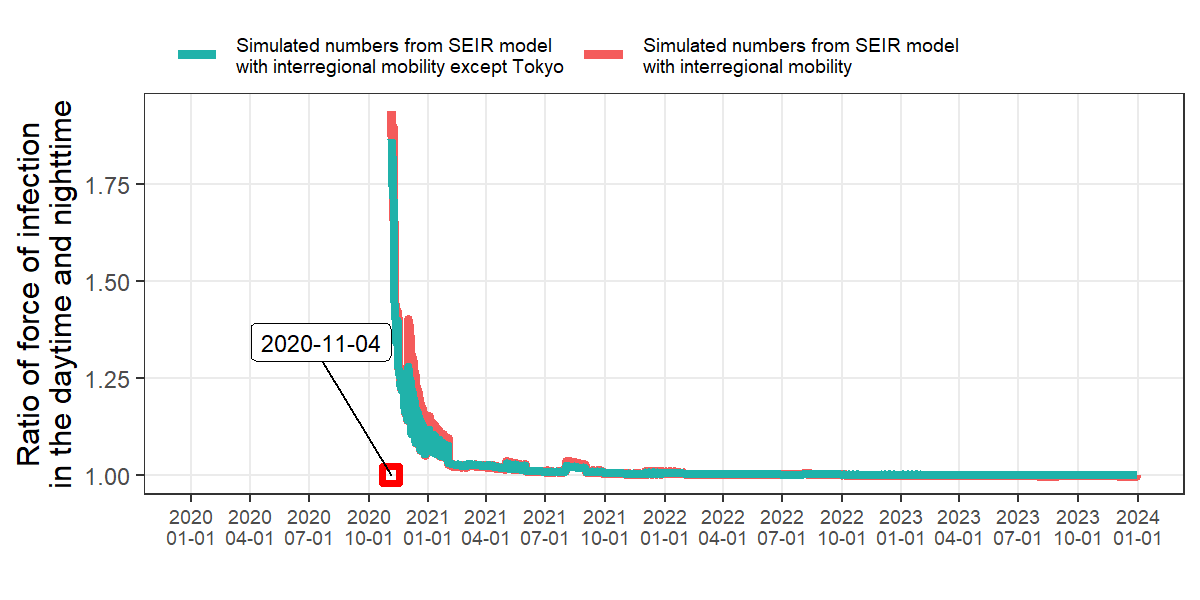 Simulated numbers from SEIR model
with interregional mobility except Tokyo
Simulated numbers from SEIR model
with interregional mobility
Ratio of force of infection
in the daytime and nighttime
1.75
1.50
1.25
1.00
2020-11-04
2020 2020 2020 2020 2021 2021 2021 2021 2022 2022 2022 2022 2023 2023 2023 2023 2024
01-01 04-01 07-01 10-01 01-01 04-01 07-01 10-01 01-01 04-01 07-01 10-01 01-01 04-01 07-01 10-01 01-01